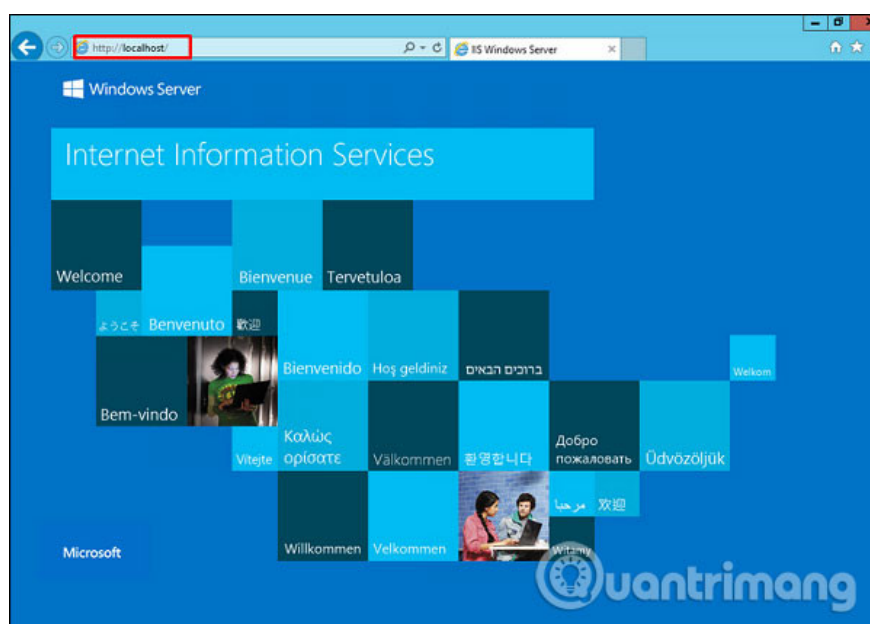 http://localhost/
IIS Windows Server
Windows Server
Internet Information Services
Welcome
Bienvenue
Tervetuloa
ようこそ
Benvenuto
歡迎
Bienvenido
Hoş geldiniz
ברוכים הבאים
Welkom
Bem-vindo
Vítejte
Καλώς
ορίσατε
Välkommen
환영합니다
Добро
пожаловать
Üdvözöljük
مرحبا
欢迎
Microsoft
Willkommen
Velkommen
Witamy
Quantrimang